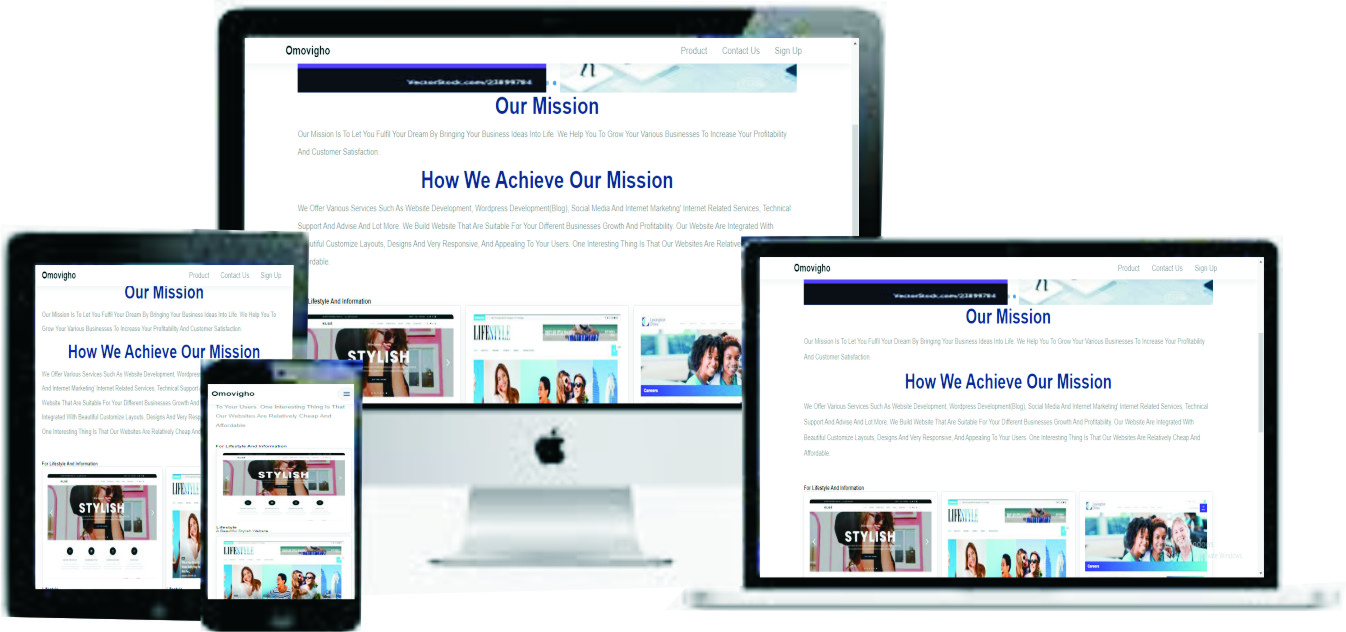 Omovigho
Product Contact Us Sign Up
VectorStock.com/23899784
Our Mission
Our Mission Is To Let You Fulfil Your Dream By Bringing Your Business Ideas Into Life. We Help You To Grow Your Various Businesses To Increase Your Profitability
And Customer Satisfaction.
How We Achieve Our Mission
We Offer Various Services Such As Website Development, Wordpress Development(Blog), Social Media And Internet Marketing' Internet Related Services, Technical
Support And Advise And Lot More. We Build Website That Are Suitable For Your Different Businesses Growth And Profitability. Our Website Are Integrated With
Beautiful Customize Layouts, Designs And Very Responsive, And Appealing To Your Users. One Interesting Thing Is That Our Websites Are Relative
rdable.
Lifestyle And Information
STYLISH
LIFESTYLE
Careers
Omovigho
Product Contact Us Sign Up
Our Mission
Our Mission Is To Let You Fulfil Your Dream By Bringing Your Business Ideas Into Life. We Help You To
Grow Your Various Businesses To Increase Your Profitability And Customer Satisfaction.
How We Achieve Our Mission
We Offer Various Services Such As Website Development, Wordpress
And Internet Marketing' Internet Related Services, Technical Support
Website That Are Suitable For Your Different Businesses Growth And
Integrated With Beautiful Customize Layouts, Designs And Very Resp
One Interesting Thing Is That Our Websites Are Relatively Cheap And
For Lifestyle And Information
STYLISH
LIFE
Omovigho
To Your Users. One Interesting Thing Is That
Our Websites Are Relatively Cheap And
Affordable.
For Lifestyle And Information
STYLISH
Lifestyle
LIFESTYLE
Omovigho
Product Contact Us Sign Up
VectorStock.com/23899784
Our Mission
Our Mission Is To Let You Fulfil Your Dream By Bringing Your Business Ideas Into Life. We Help You To Grow Your Various Businesses To Increase Your Profitability
And Customer Satisfaction.
How We Achieve Our Mission
We Offer Various Services Such As Website Development, Wordpress Development(Blog), Social Media And Internet Marketing' Internet Related Services, Technical
Support And Advise And Lot More. We Build Website That Are Suitable For Your Different Businesses Growth And Profitability. Our Website Are Integrated With
Beautiful Customize Layouts, Designs And Very Responsive, And Appealing To Your Users. One Interesting Thing Is That Our Websites Are Relatively Cheap And
Affordable.
For Lifestyle And Information
STYLISH
LIFESTYLE
Careers